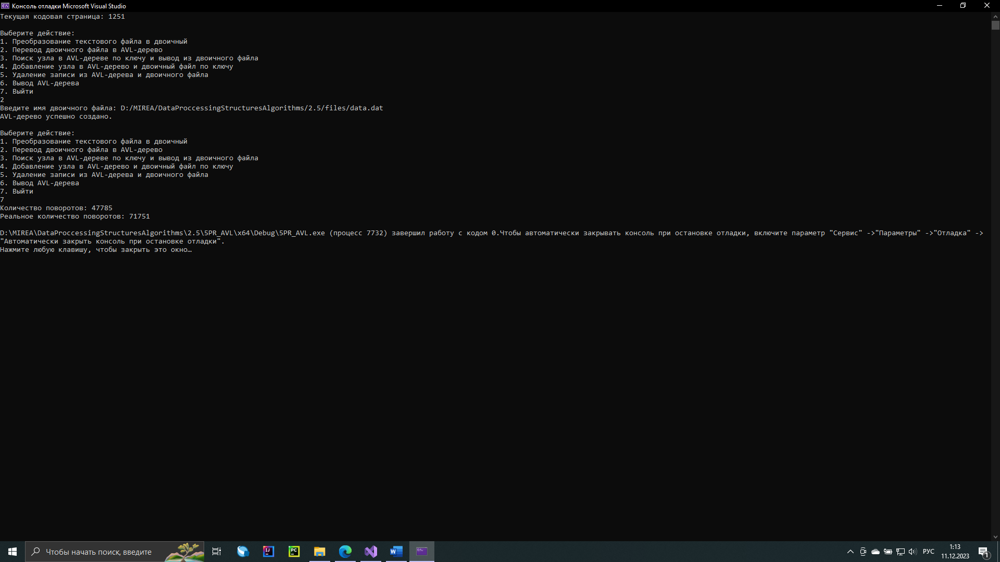 Консоль отладки Microsoft Visual Studio
Текущая кодовая страница: 1251
Выберите действие:
1. Преобразование текстового файла в двоичный
2. Перевод двоичного файла в AVL-дерево
3. Поиск узла в AVL-дереве по ключу и вывод из двоичного файла
4. Добавление узла в AVL-дерево и двоичный файл по ключу
5. Удаление записи из AVL-дерева и двоичного файла
6. Вывод AVL-дерева
7. Выйти
2
Введите имя двоичного файла: D:/MIREA/DataProccessingStructuresAlgorithms/2.5/files/data.dat
AVL-дерево успешно создано.
Выберите действие:
1. Преобразование текстового файла в двоичный
2. Перевод двоичного файла в AVL-дерево
3. Поиск узла в AVL-дереве по ключу и вывод из двоичного файла
4. Добавление узла в AVL-дерево и двоичный файл по ключу
5. Удаление записи из AVL-дерева и двоичного файла
6. Вывод AVL-дерева
7. Выйти
7
Количество поворотов: 47785
Реальное количество поворотов: 71751
D:\MIREA\DataProccessingStructuresAlgorithms\2.5\5PR_AVL\x64\Debug\5PR_AVL.exe (процесс 7732) завершил работу с кодом 0.Чтобы автоматически закрывать консоль при остановке отладки, включите параметр "Сервис" ->"Параметры" ->"Отладка" ->
"Автоматически закрыть консоль при остановке отладки".
Нажмите любую клавишу, чтобы закрыть это окно…
Чтобы начать поиск, введите
IJ
PC
W
РУС
1:13
11.12.2023
1